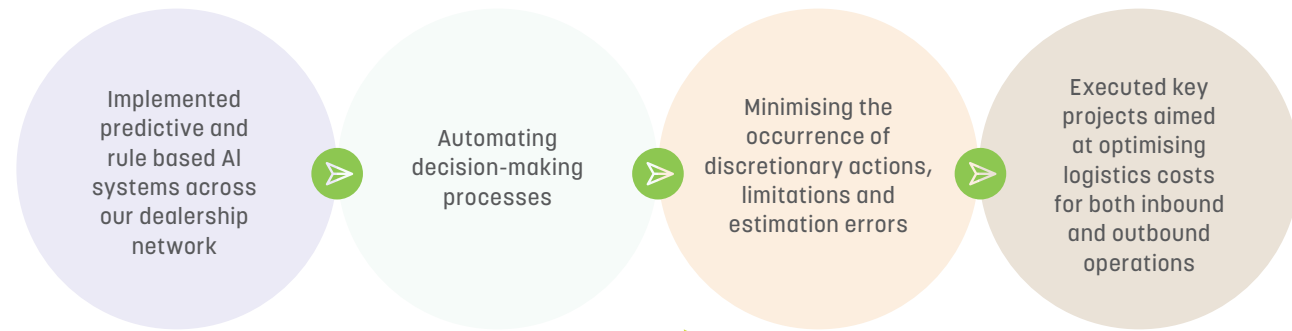 Implemented
predictive and
rule based AI
systems across
our dealership
network
Automating
decision-making
processes
Minimising the
occurrence of
discretionary actions,
limitations and
estimation errors
Executed key
projects aimed
at optimising
logistics costs
for both inbound
and outbound
operations